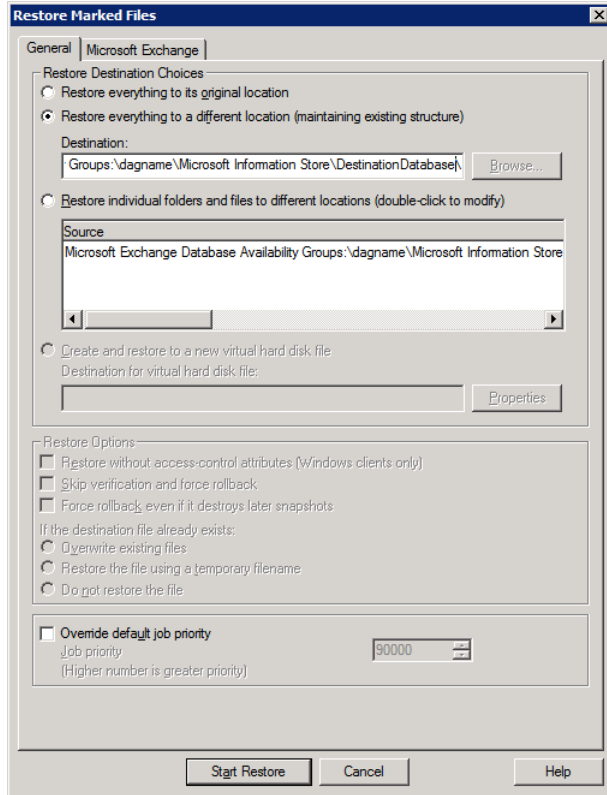 Restore Marked Files
General
Microsoft Exchange
Restore Destination Choices
Restore everything to its original location
Restore everything to a different location (maintaining existing structure)
Destination:
Groups:\dagname\Microsoft Information Store\DestinationDatabase\
Browse...
Restore individual folders and files to different locations (double-click to modify)
Source
Microsoft Exchange Database Availability Groups:\dagname\Microsoft Information Store
Create and restore to a new virtual hard disk file
Destination for virtual hard disk file:
Properties
Restore Options
Restore without access-control attributes (Windows clients only)
Skip verification and force rollback
Force rollback even if it destroys later snapshots
If the destination file already exists:
Overwrite existing files
Restore the file using a temporary filename
Do not restore the file
Override default job priority
Job priority
90000
(Higher number is greater priority)
Start Restore
Cancel
Help